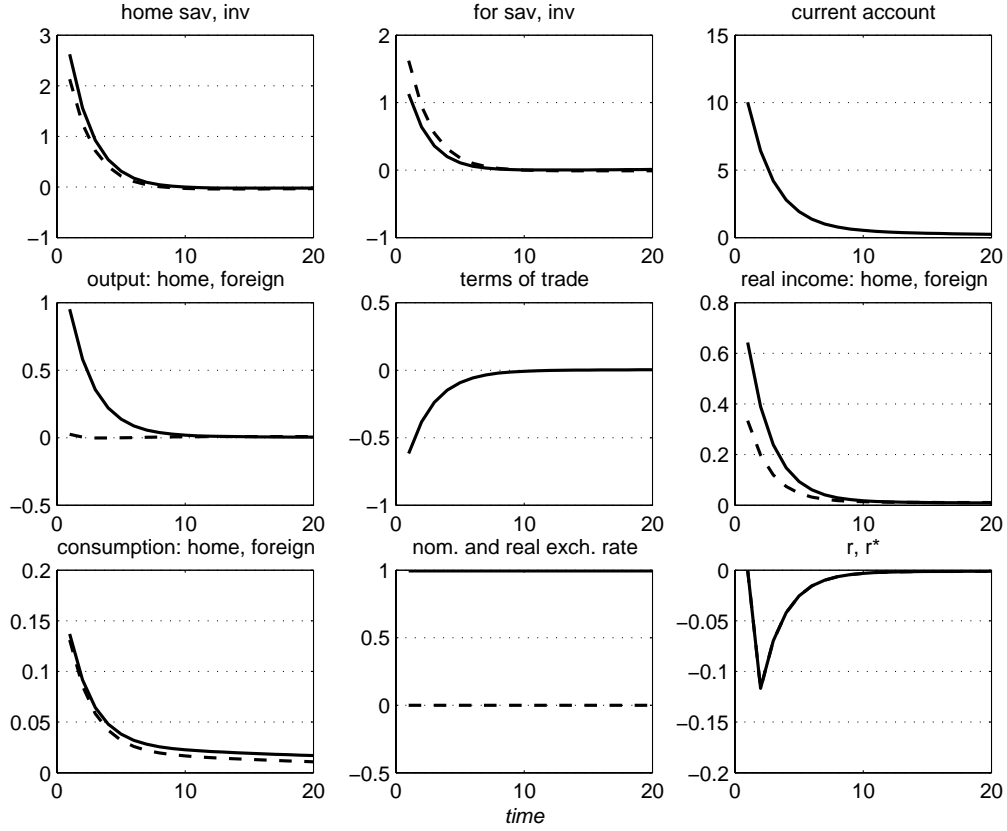 home sav, inv
3
2
1
0
−1
0 10 20
for sav, inv
2
1
0
−1
0 10 20
current account
15
10
5
0
0 10 20
output: home, foreign
1
0.5
0
−0.5
0 10 20
terms of trade
0.5
0
−0.5
−1
0 10 20
real income: home, foreign
0.8
0.6
0.4
0.2
0
0 10 20
consumption: home, foreign
0.2
0.15
0.1
0.05
0
0 10 20
nom. and real exch. rate
1
0.5
0
−0.5
0 10 20
time
r, r*
0
−0.05
−0.1
−0.15
−0.2
0 10 20